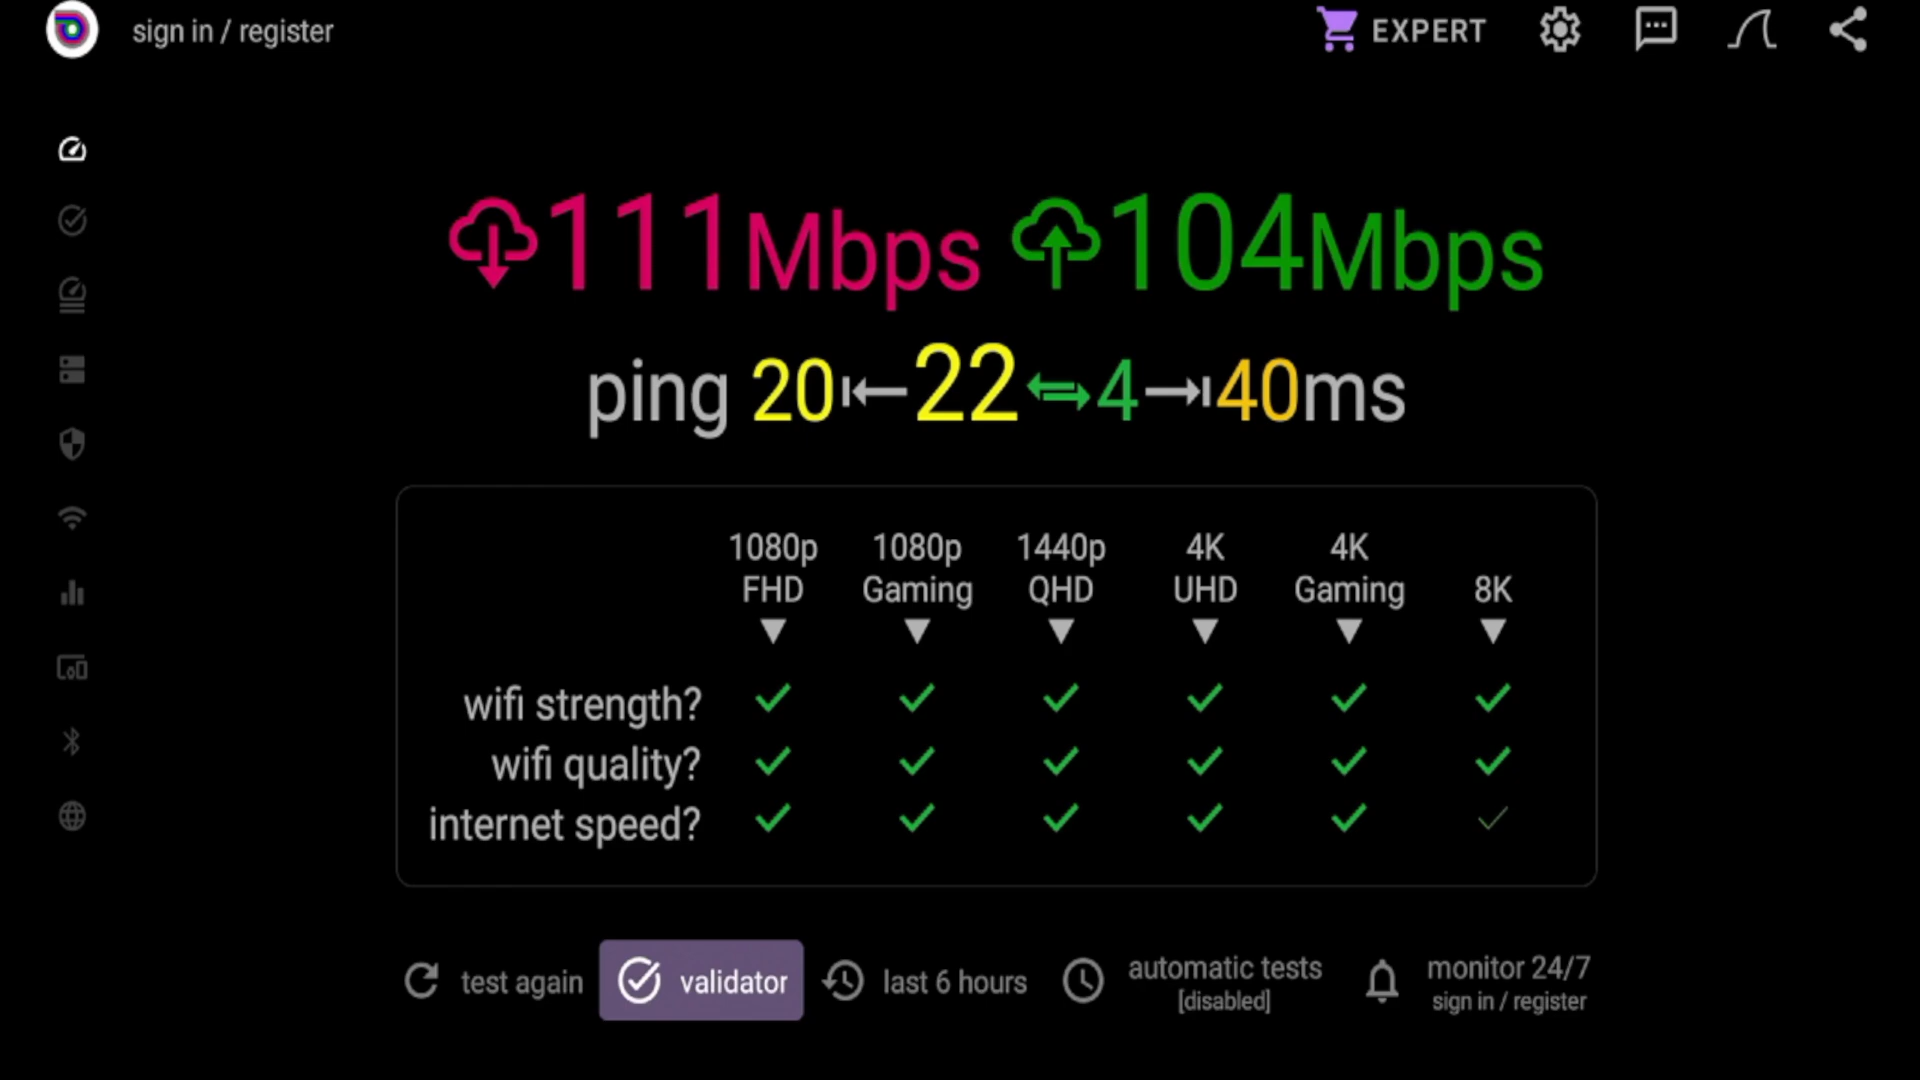 sign in / register
EXPERT
111Mbps 104Mbps
ping 20 22 4 40ms
1080p FHD
1080p Gaming
1440p QHD
4K UHD
4K Gaming
8K
wifi strength?
wifi quality?
internet speed?
test again
validator
last 6 hours
automatic tests
[disabled]
monitor 24/7
sign in / register